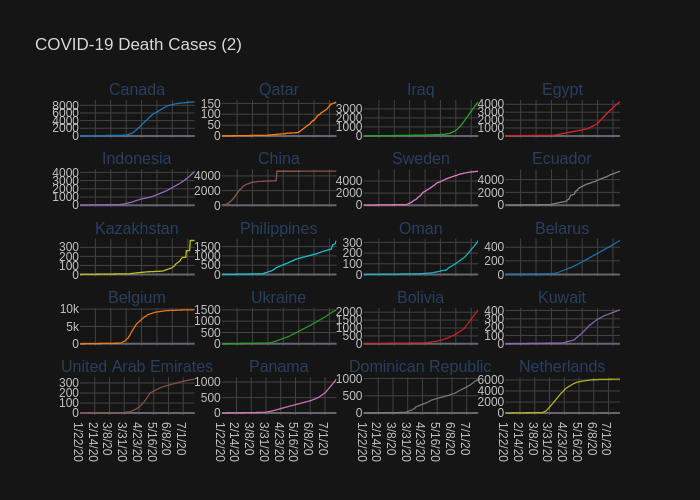 COVID-19 Death Cases (2)
Canada Qatar Iraq Egypt
8000 6000 4000 2000 0
150 100 50 0
3000 2000 1000 0
4000 3000 2000 1000 0
Indonesia China Sweden Ecuador
4000 3000 2000 1000 0
4000 2000 0
4000 2000 0
4000 2000 0
Kazakhstan Philippines Oman Belarus
300 200 100 0
1500 1000 500 0
300 200 100 0
400 200 0
Belgium Ukraine Bolivia Kuwait
10k 5k 0
1500 1000 500 0
2000 1500 1000 500 0
400 300 200 100 0
United Arab Emirates Panama Dominican Republic Netherlands
300 200 100 0
1000 500 0
1000 500 0
6000 4000 2000 0
1/22/20 2/14/20 3/8/20 3/31/20 4/23/20 5/16/20 6/8/20 7/1/20
1/22/20 2/14/20 3/8/20 3/31/20 4/23/20 5/16/20 6/8/20 7/1/20
1/22/20 2/14/20 3/8/20 3/31/20 4/23/20 5/16/20 6/8/20 7/1/20
1/22/20 2/14/20 3/8/20 3/31/20 4/23/20 5/16/20 6/8/20 7/1/20